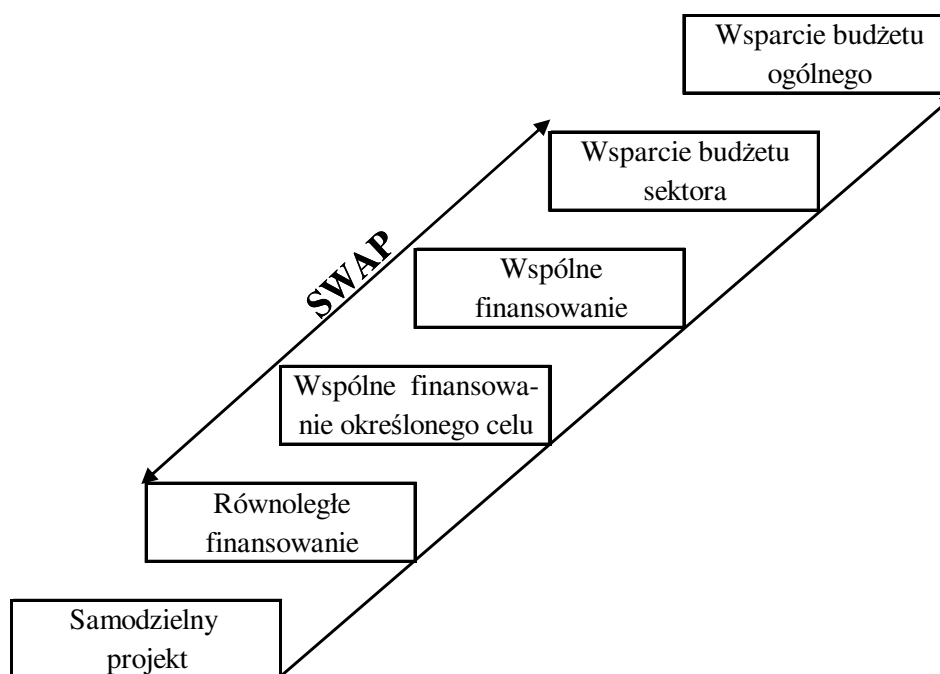 Wsparcie budżetu
ogólnego
Wsparcie budżetu
sektora
SWAP
Wspólne
finansowanie
Wspólne finansowa-
nie określonego celu
Równoległe
finansowanie
Samodzielny
projekt